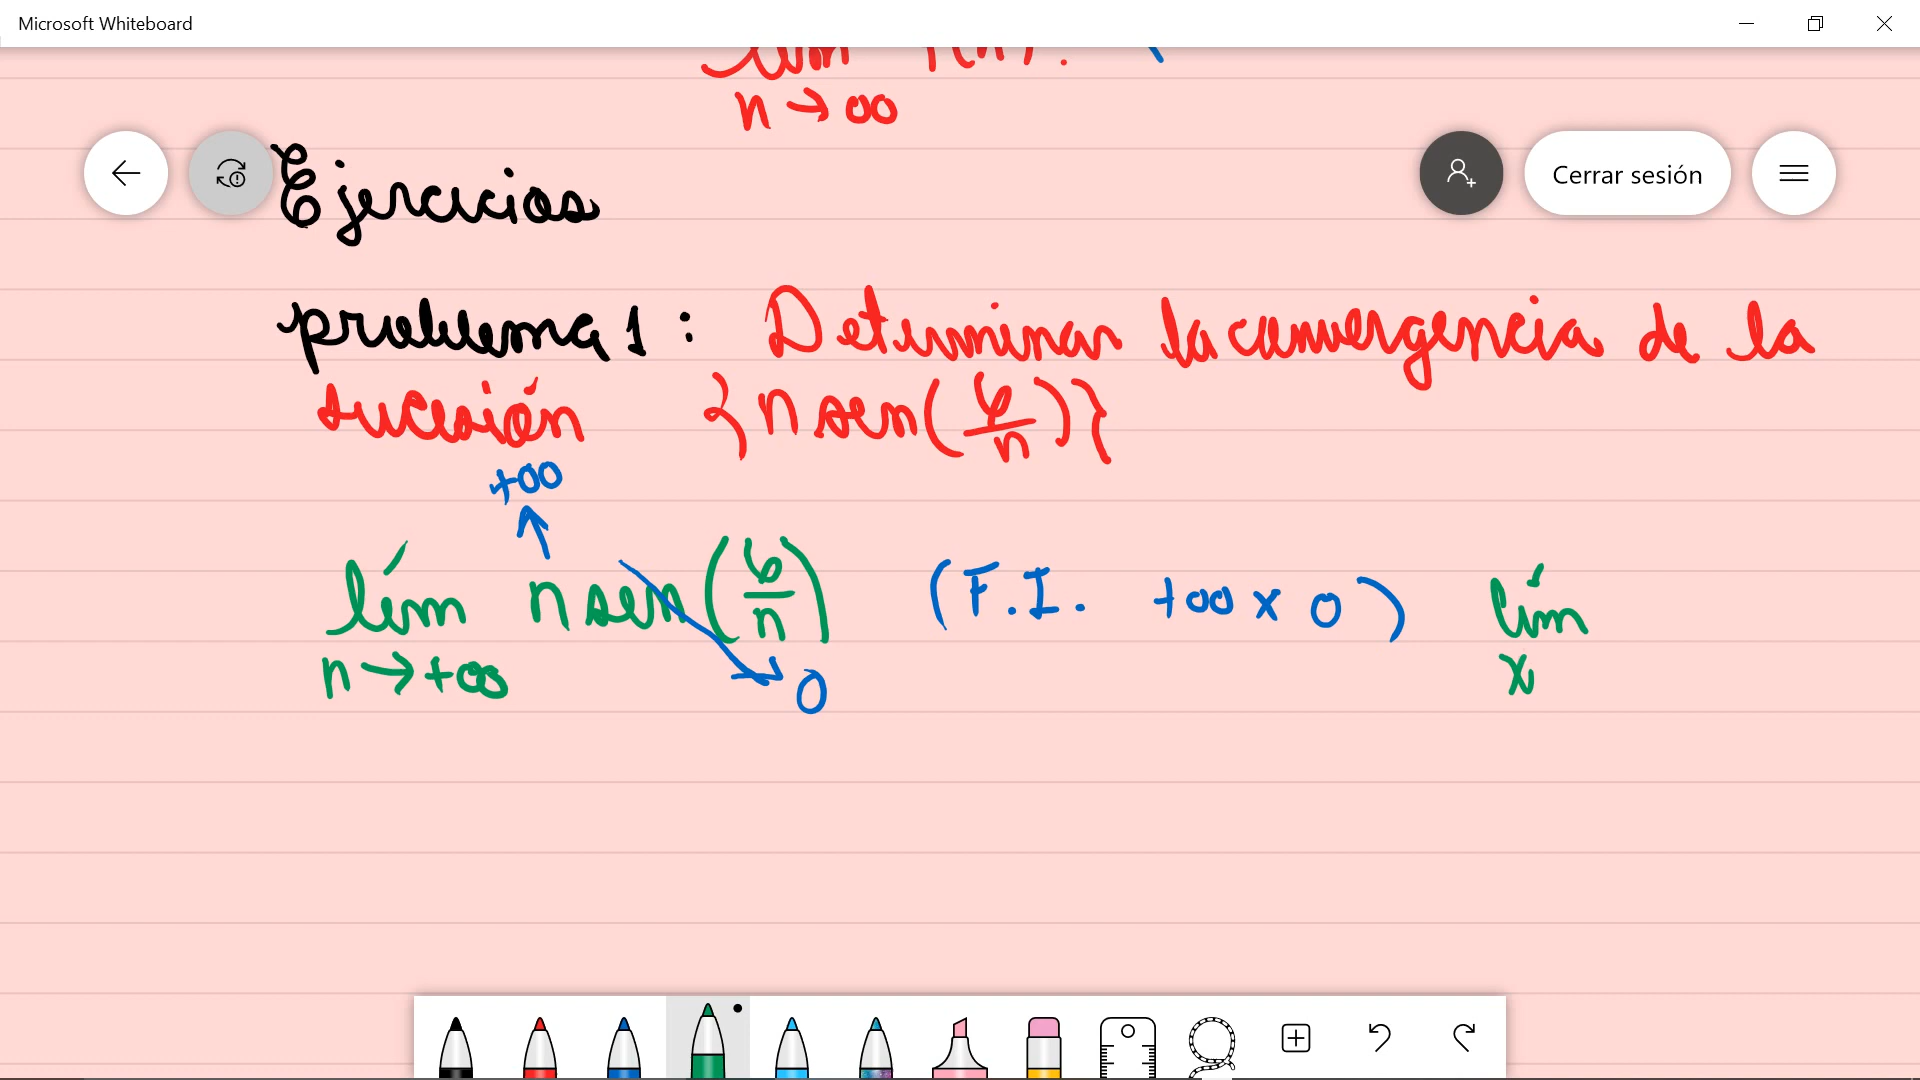 Microsoft Whiteboard
lím f(n).
n → ∞
Ejercicios
Cerrar sesión
problema 1: Determinar la convergencia de la
sucesión {n sen(6/n)}
+∞
lím n sen(6/n) (F.I. +∞ x 0) lím
n → +∞ 0 x